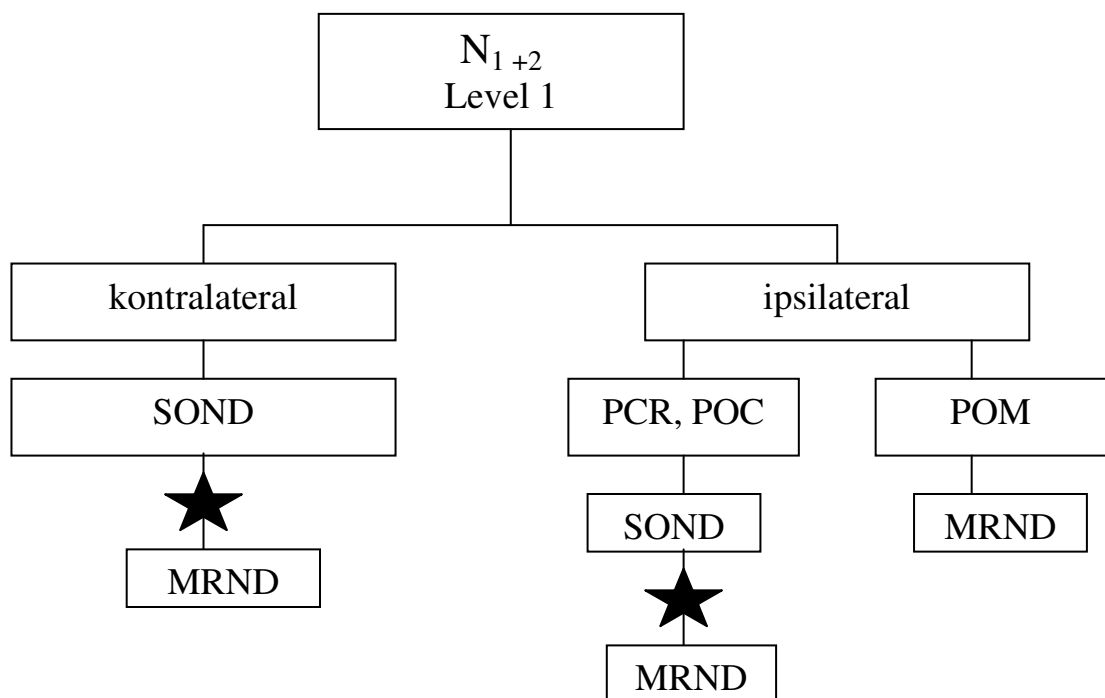 N1 +2
Level 1
kontralateral
ipsilateral
SOND
PCR, POC
POM
SOND
MRND
MRND
MRND